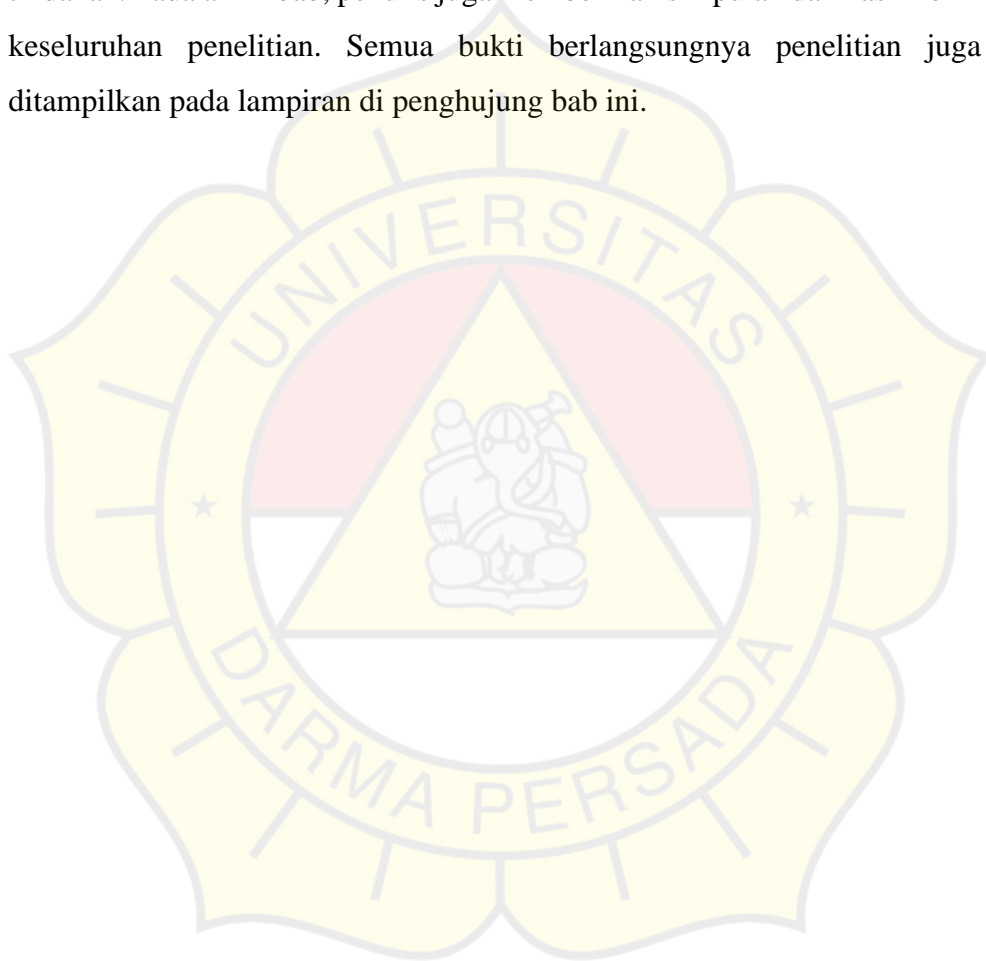 keseluruhan penelitian. Semua bukti berlangsungnya penelitian juga
ditampilkan pada lampiran di penghujung bab ini.
UNIVERSITAS
DARMA PERSADA